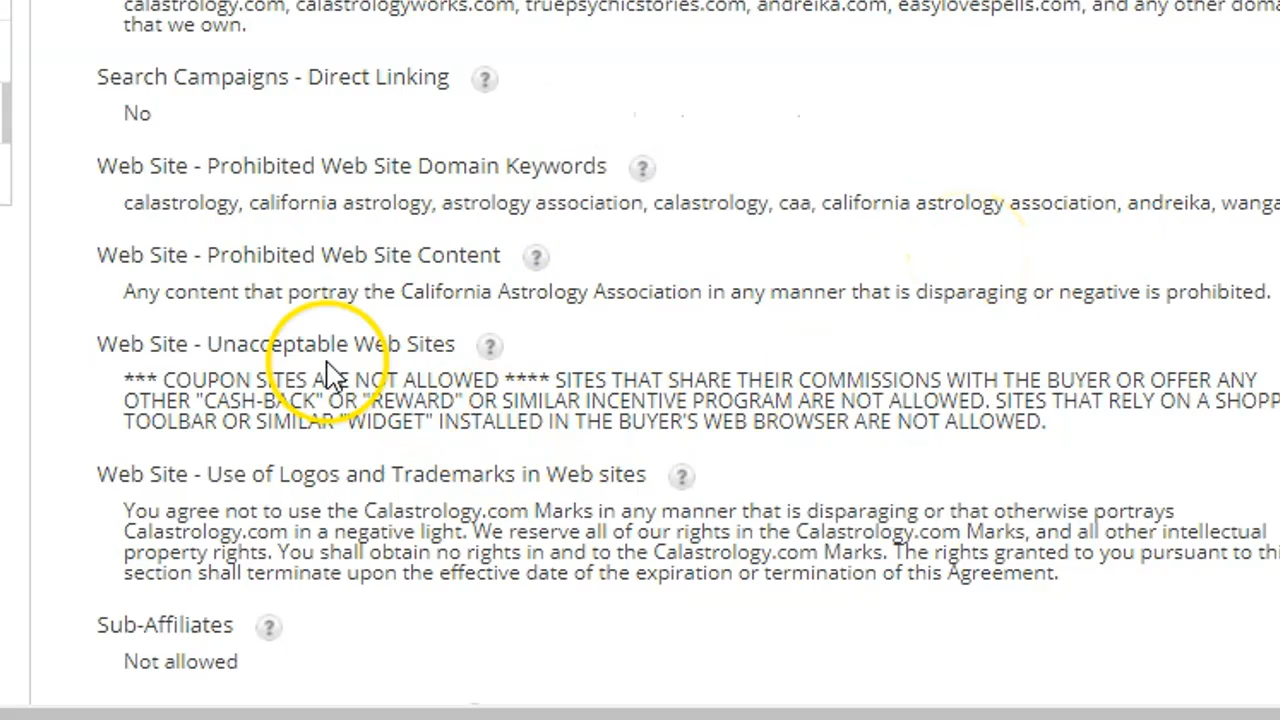 calastrology.com, calastrologyworks.com, truepsychicstories.com, andreika.com, easylovespells.com, and any other
that we own.
Search Campaigns - Direct Linking ?
No
Web Site - Prohibited Web Site Domain Keywords ?
calastrology, california astrology, astrology association, calastrology, caa, california astrology association, andreika,
Web Site - Prohibited Web Site Content ?
Any content that portray the California Astrology Association in any manner that is disparaging or negative is prohibited.
Web Site - Unacceptable Web Sites ?
*** COUPON SITES ARE NOT ALLOWED **** SITES THAT SHARE THEIR COMMISSIONS WITH THE BUYER OR OFFER ANY
OTHER "CASH-BACK" OR "REWARD" OR SIMILAR INCENTIVE PROGRAM ARE NOT ALLOWED. SITES THAT RELY ON A
TOOLBAR OR SIMILAR "WIDGET" INSTALLED IN THE BUYER'S WEB BROWSER ARE NOT ALLOWED.
Web Site - Use of Logos and Trademarks in Web sites ?
You agree not to use the Calastrology.com Marks in any manner that is disparaging or that otherwise portrays
Calastrology.com in a negative light. We reserve all of our rights in the Calastrology.com Marks, and all other intellectual
property rights. You shall obtain no rights in and to the Calastrology.com Marks. The rights granted to you pursuant to
section shall terminate upon the effective date of the expiration or termination of this Agreement.
Sub-Affiliates ?
Not allowed